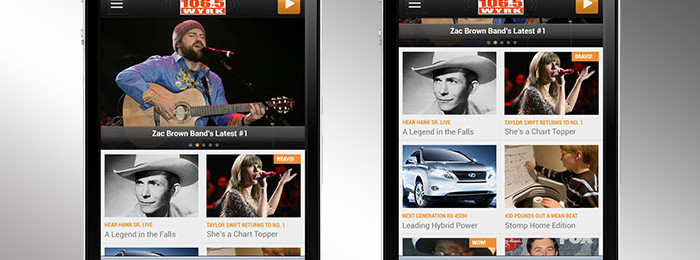 106.5
WYRK
Zac Brown Band's Latest #1
HEAR HANK SR. LIVE
A Legend in the Falls
BRAVO!
TAYLOR SWIFT RETURNS TO NO. 1
She's a Chart Topper
Zac Brown Band's Latest #1
HEAR HANK SR. LIVE
A Legend in the Falls
BRAVO!
TAYLOR SWIFT RETURNS TO NO. 1
She's a Chart Topper
NEXT GENERATION RX 450H
Leading Hybrid Power
KID POUNDS OUT A MEAN BEAT
Stomp Home Edition
WOW!
FOX